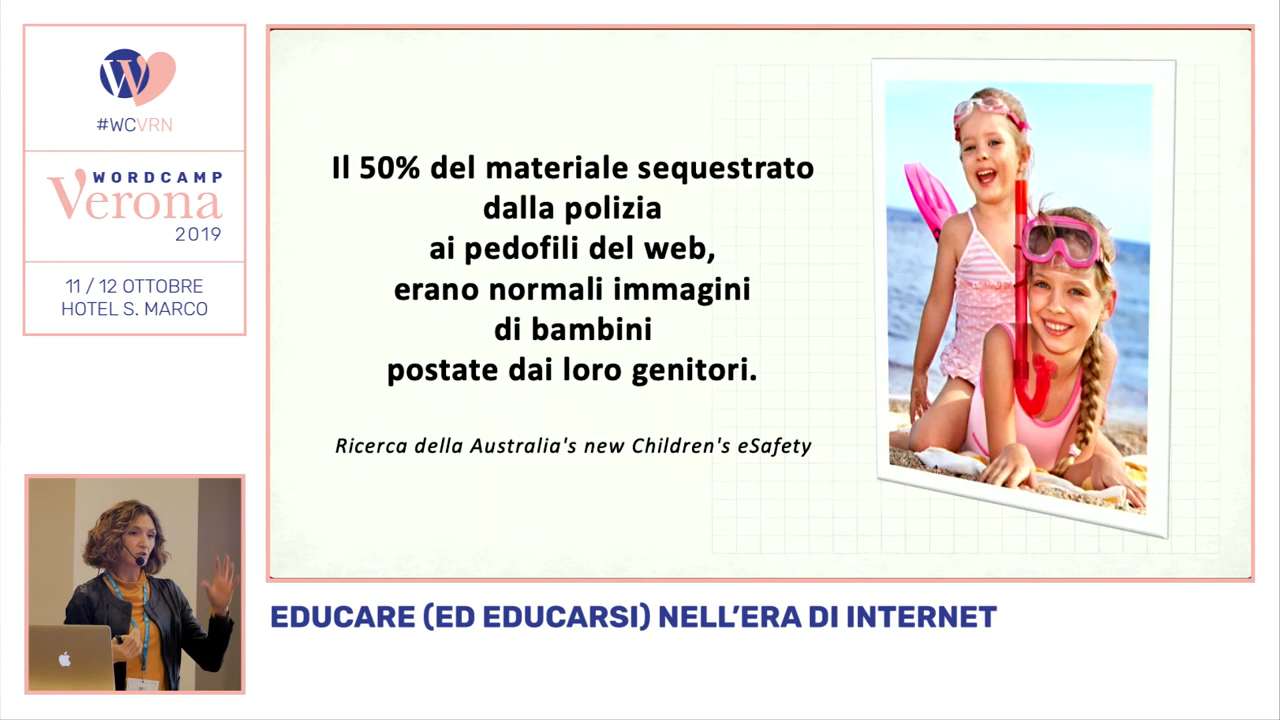 #WCVRN
WORDCAMP
Verona
2019
11 / 12 OTTOBRE
HOTEL S. MARCO
Il 50% del materiale sequestrato
dalla polizia
ai pedofili del web,
erano normali immagini
di bambini
postate dai loro genitori.
Ricerca della Australia's new Children's eSafety
EDUCARE (ED EDUCARSI) NELL'ERA DI INTERNET